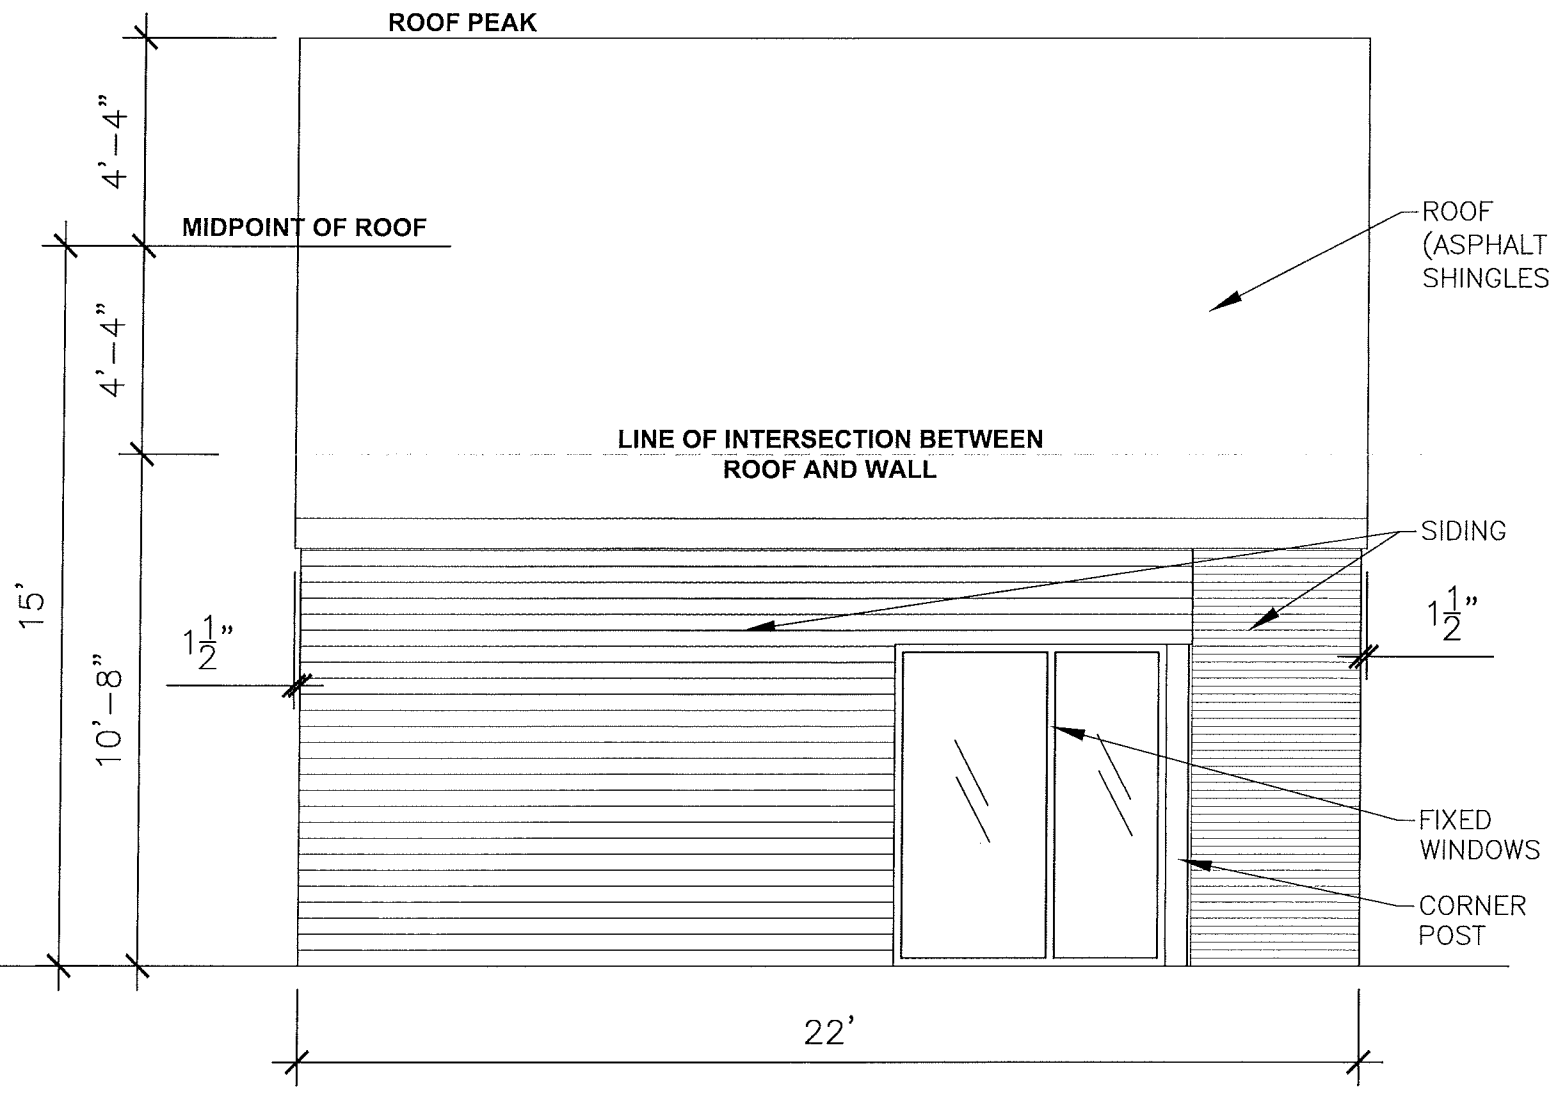 ROOF PEAK
4'-4"
MIDPOINT OF ROOF
ROOF
(ASPHALT
SHINGLES
4'-4"
LINE OF INTERSECTION BETWEEN
ROOF AND WALL
SIDING
15'
1 1/2"
1 1/2"
10'-8"
FIXED
WINDOWS
CORNER
POST
22'